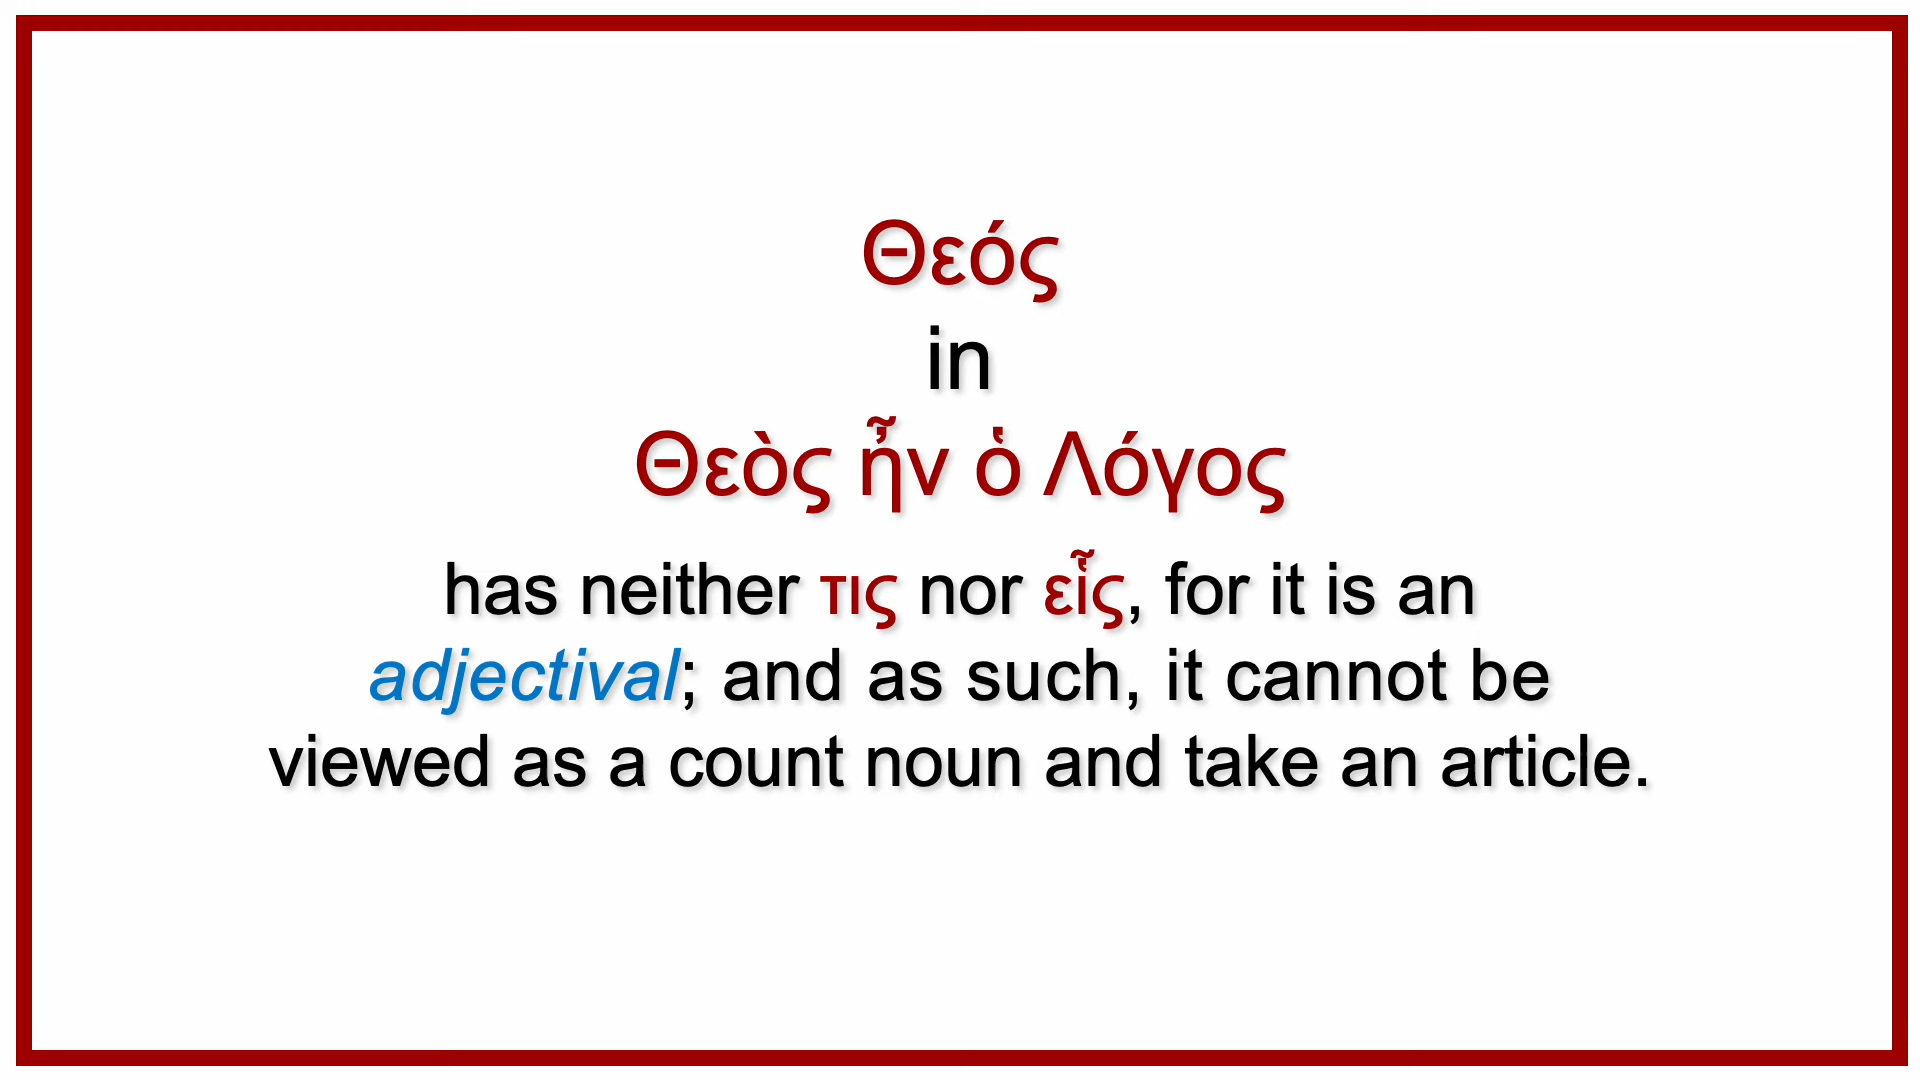 Θεός
in
Θεὸς ἦν ὁ Λόγος
has neither τις nor εἷς, for it is an
adjectival; and as such, it cannot be
viewed as a count noun and take an article.